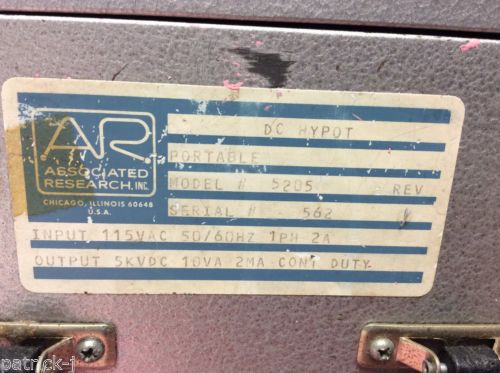 A.R.
ASSOCIATED
RESEARCH, INC.
CHICAGO, ILLINOIS 60648
U.S.A.
DC HYPOT
PORTABLE
MODEL # 5205 REV
SERIAL # 562
INPUT 115VAC 50/60HZ 1PH 2A
OUTPUT 5KVDC 10VA 2MA CONT DUTY
© patrick-j